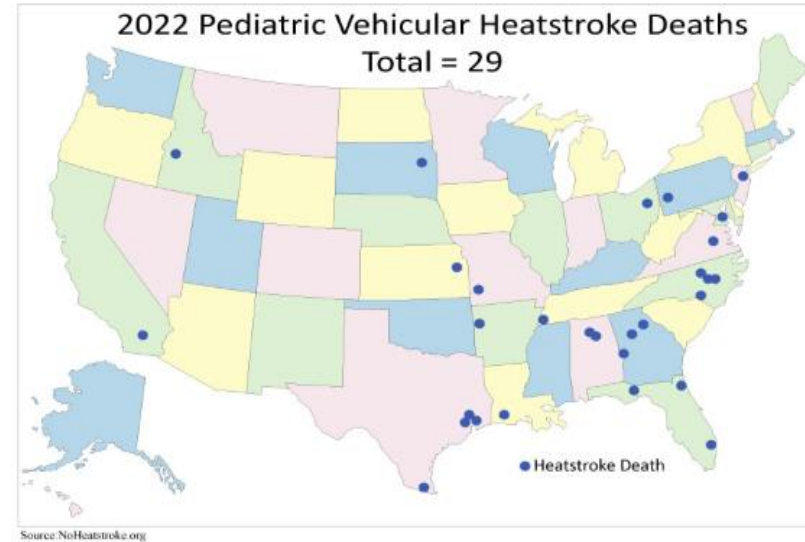 2022 Pediatric Vehicular Heatstroke Deaths
Total = 29
Heatstroke Death
Source:NoHeatstroke.org